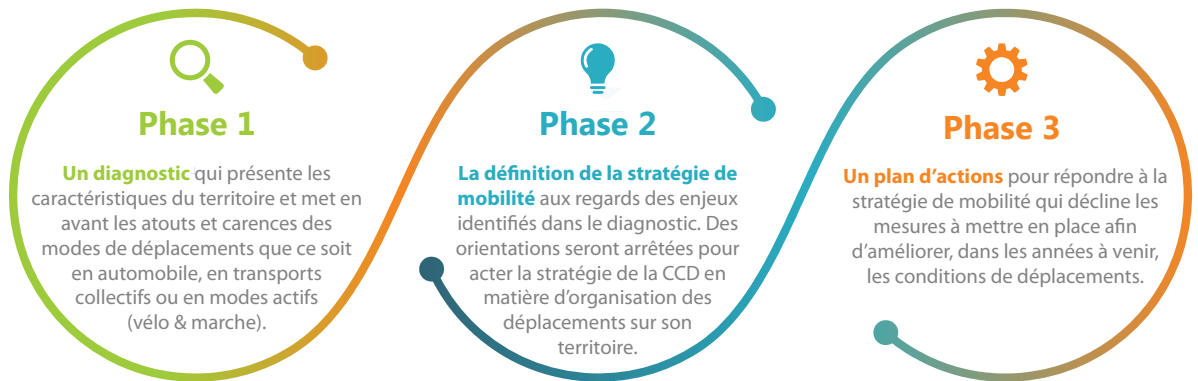 Phase 1
Un diagnostic qui présente les
caractéristiques du territoire et met en
avant les atouts et carences des
modes de déplacements que ce soit
en automobile, en transports
collectifs ou en modes actifs
(vélo & marche).
Phase 2
La définition de la stratégie de
mobilité aux regards des enjeux
identifiés dans le diagnostic. Des
orientations seront arrêtées pour
acter la stratégie de la CCD en
matière d’organisation des
déplacements sur son
territoire.
Phase 3
Un plan d’actions pour répondre à la
stratégie de mobilité qui décline les
mesures à mettre en place afin
d’améliorer, dans les années à venir,
les conditions de déplacements.